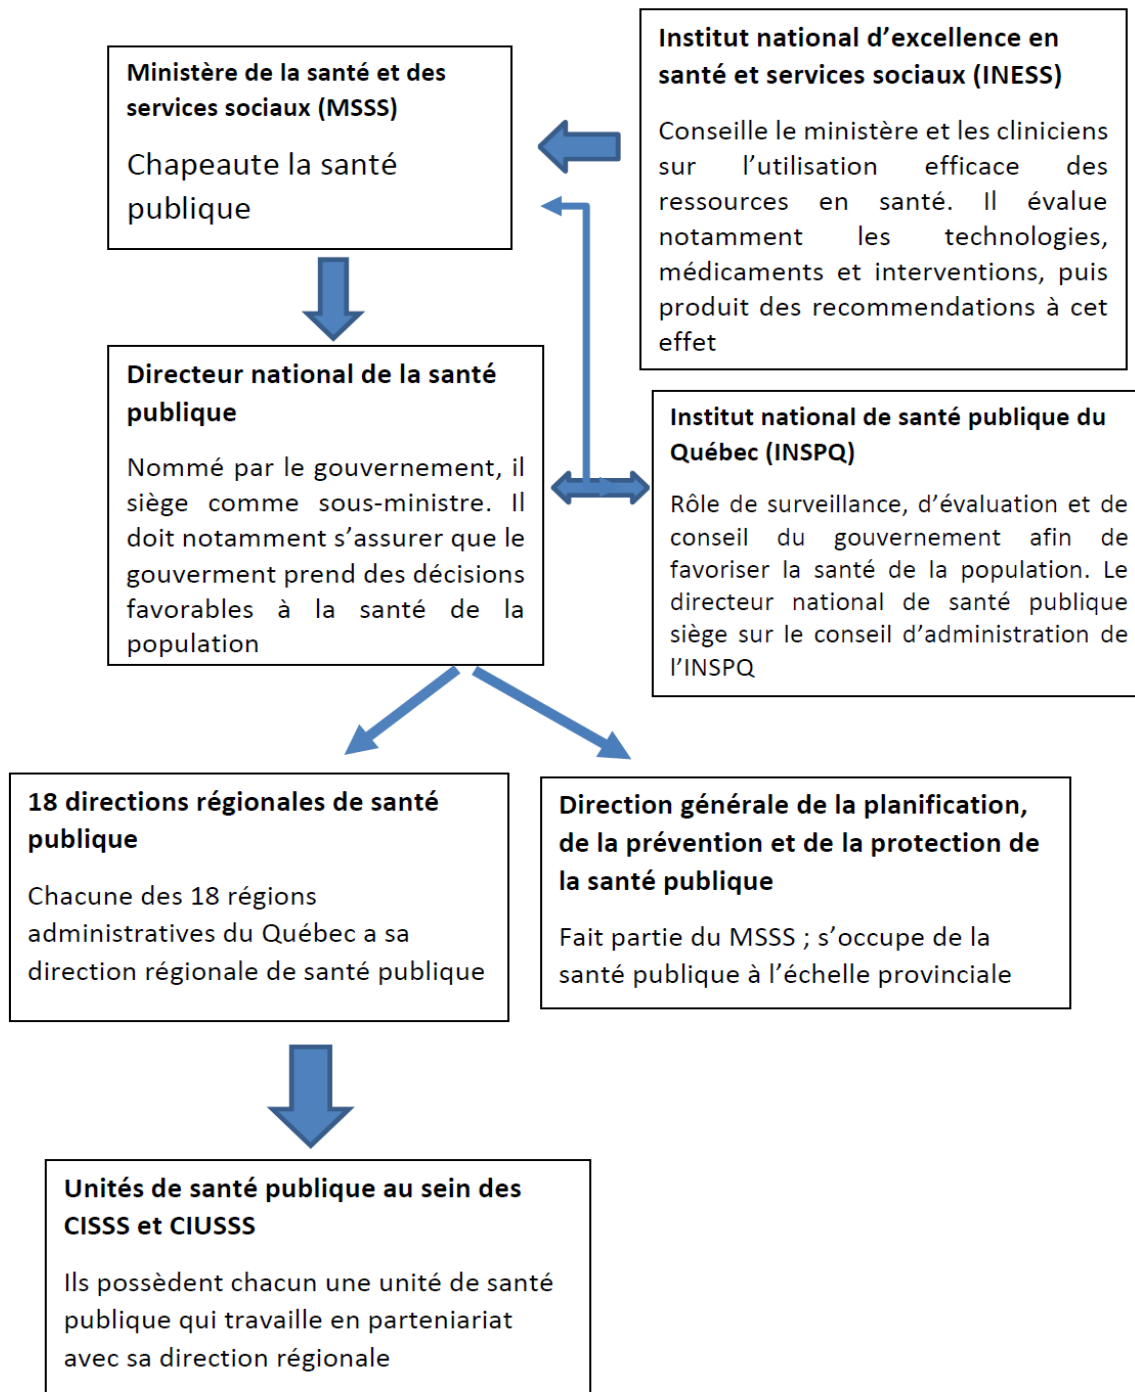 Ministère de la santé et des
services sociaux (MSSS)
Chapeaute la santé
publique
Institut national d’excellence en
santé et services sociaux (INESS)
Conseille le ministère et les cliniciens
sur l’utilisation efficace des
ressources en santé. Il évalue
notamment les technologies,
médicaments et interventions, puis
produit des recommendations à cet
effet
Directeur national de la santé
publique
Nommé par le gouvernement, il
siège comme sous-ministre. Il
doit notamment s’assurer que le
gouverment prend des décisions
favorables à la santé de la
population
Institut national de santé publique du
Québec (INSPQ)
Rôle de surveillance, d’évaluation et de
conseil du gouvernement afin de
favoriser la santé de la population. Le
directeur national de santé publique
siège sur le conseil d’administration de
l’INSPQ
18 directions régionales de santé
publique
Chacune des 18 régions
administratives du Québec a sa
direction régionale de santé publique
Direction générale de la planification,
de la prévention et de la protection de
la santé publique
Fait partie du MSSS ; s’occupe de la
santé publique à l’échelle provinciale
Unités de santé publique au sein des
CISSS et CIUSSS
Ils possèdent chacun une unité de santé
publique qui travaille en parteniariat
avec sa direction régionale